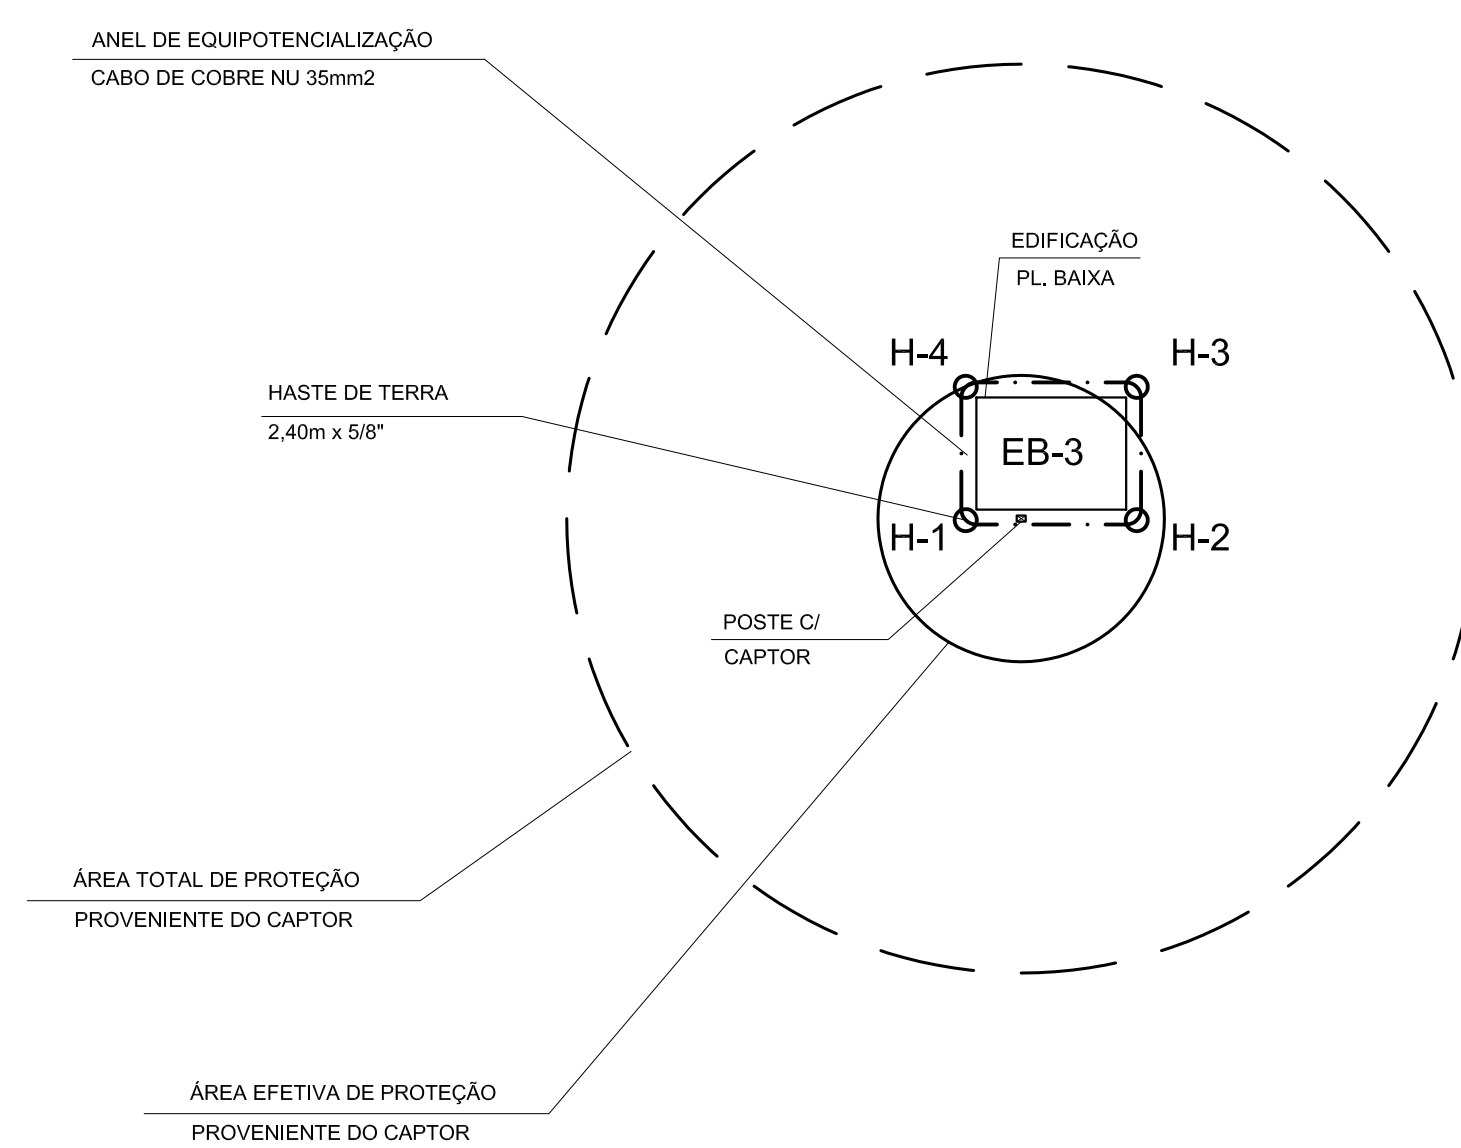 ANEL DE EQUIPOTENCIALIZAÇÃO
CABO DE COBRE NU 35mm2
EDIFICAÇÃO
PL. BAIXA
H-4
H-3
HASTE DE TERRA
2,40m x 5/8"
EB-3
H-1
H-2
POSTE C/
CAPTOR
ÁREA TOTAL DE PROTEÇÃO
PROVENIENTE DO CAPTOR
ÁREA EFETIVA DE PROTEÇÃO
PROVENIENTE DO CAPTOR